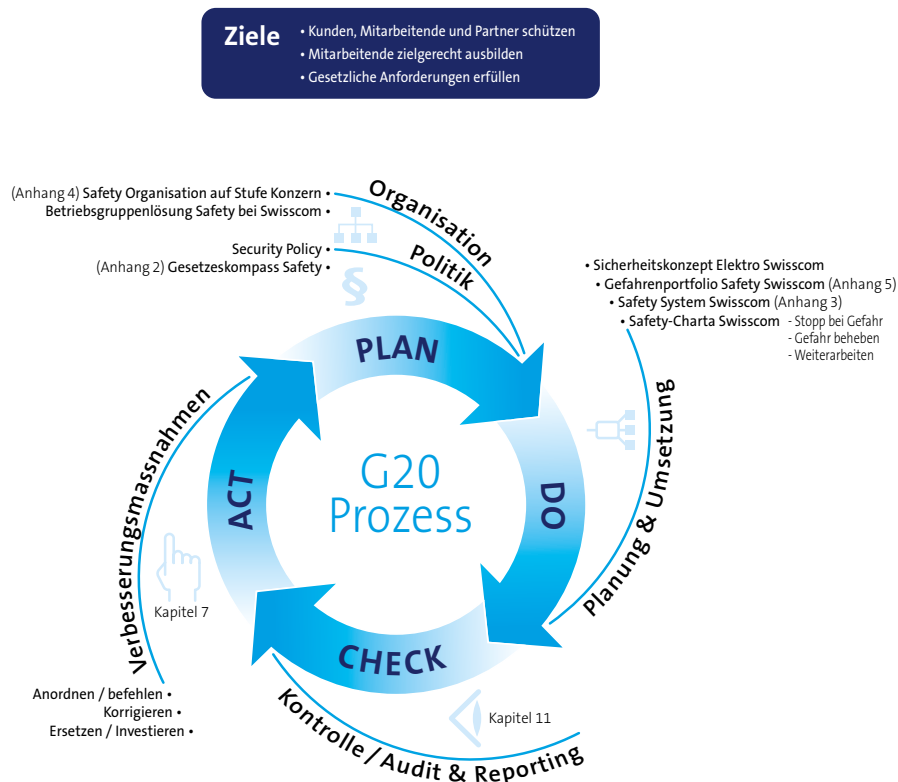 Ziele
• Kunden, Mitarbeitende und Partner schützen
• Mitarbeitende zielgerecht ausbilden
• Gesetzliche Anforderungen erfüllen
(Anhang 4) Safety Organisation auf Stufe Konzern •
Betriebsgruppenlösung Safety bei Swisscom •
Organisation
Security Policy •
(Anhang 2) Gesetzeskompass Safety •
§
Politik
• Sicherheitskonzept Elektro Swisscom
• Gefahrenportfolio Safety Swisscom (Anhang 5)
• Safety System Swisscom (Anhang 3)
• Safety-Charta Swisscom - Stopp bei Gefahr
- Gefahr beheben
- Weiterarbeiten
PLAN
DO
CHECK
ACT
G20
Prozess
Planung & Umsetzung
Verbesserungsmassnahmen
Kapitel 7
Anordnen / befehlen •
Korrigieren •
Ersetzen / Investieren •
Kapitel 11
Kontrolle / Audit & Reporting